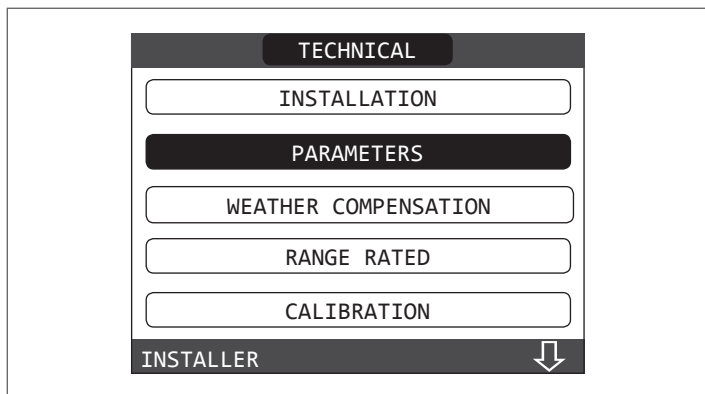 TECHNICAL
INSTALLATION
PARAMETERS
WEATHER COMPENSATION
RANGE RATED
CALIBRATION
INSTALLER